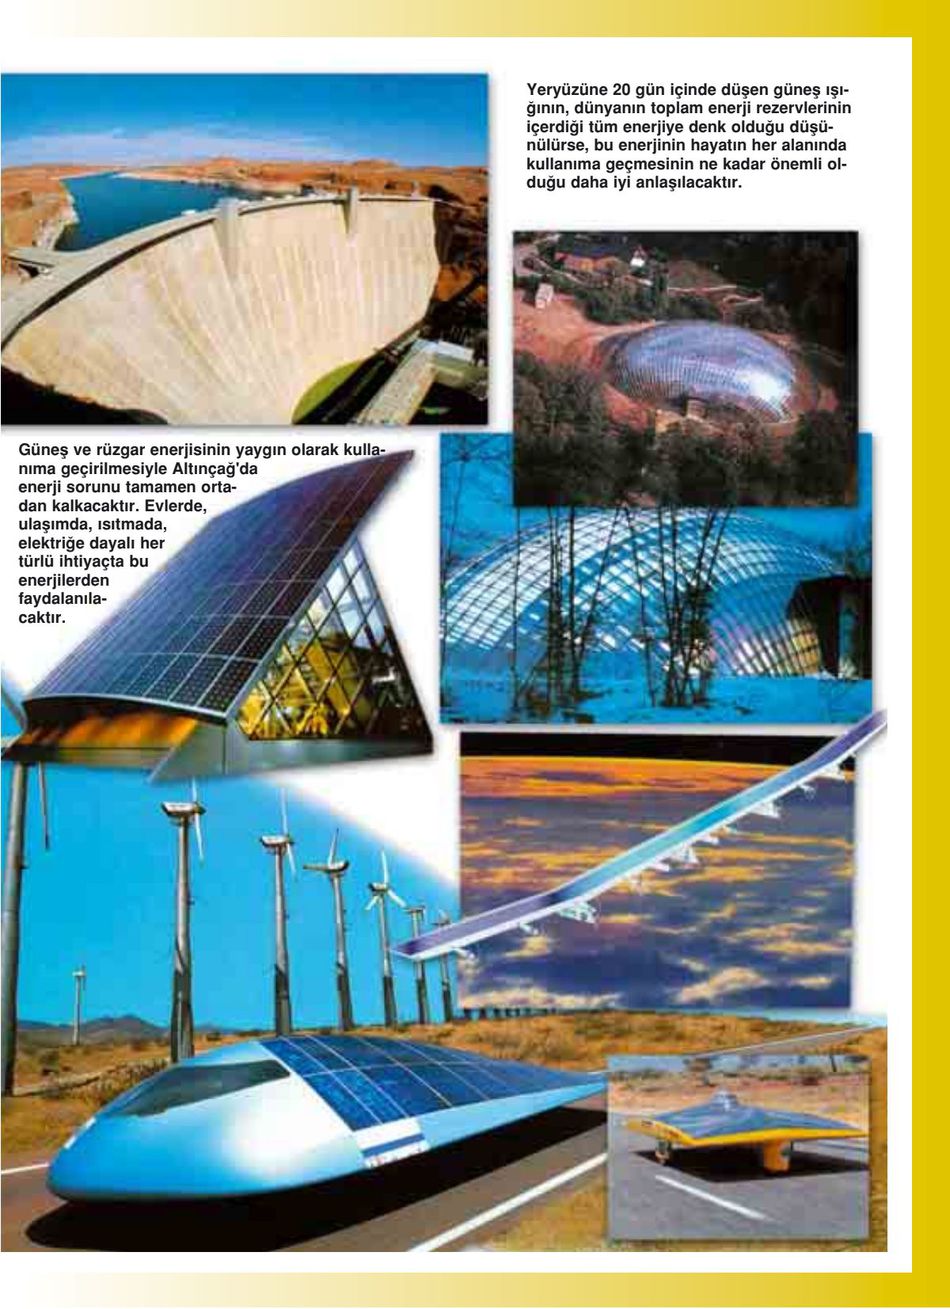 Yeryüzüne 20 gün içinde düşen güneş ışı-
ğının, dünyanın toplam enerji rezervlerinin
içerdiği tüm enerjiye denk olduğu düşü-
nülürse, bu enerjinin hayatın her alanında
kullanıma geçmesinin ne kadar önemli ol-
duğu daha iyi anlaşılacaktır.
Güneş ve rüzgar enerjisinin yaygın olarak kulla-
nıma geçirilmesiyle Altınçağ'da
enerji sorunu tamamen orta-
dan kalkacaktır. Evlerde,
ulaşımda, ısıtmada,
elektriğe dayalı her
türlü ihtiyaçta bu
enerjilerden
faydalanıla-
caktır.